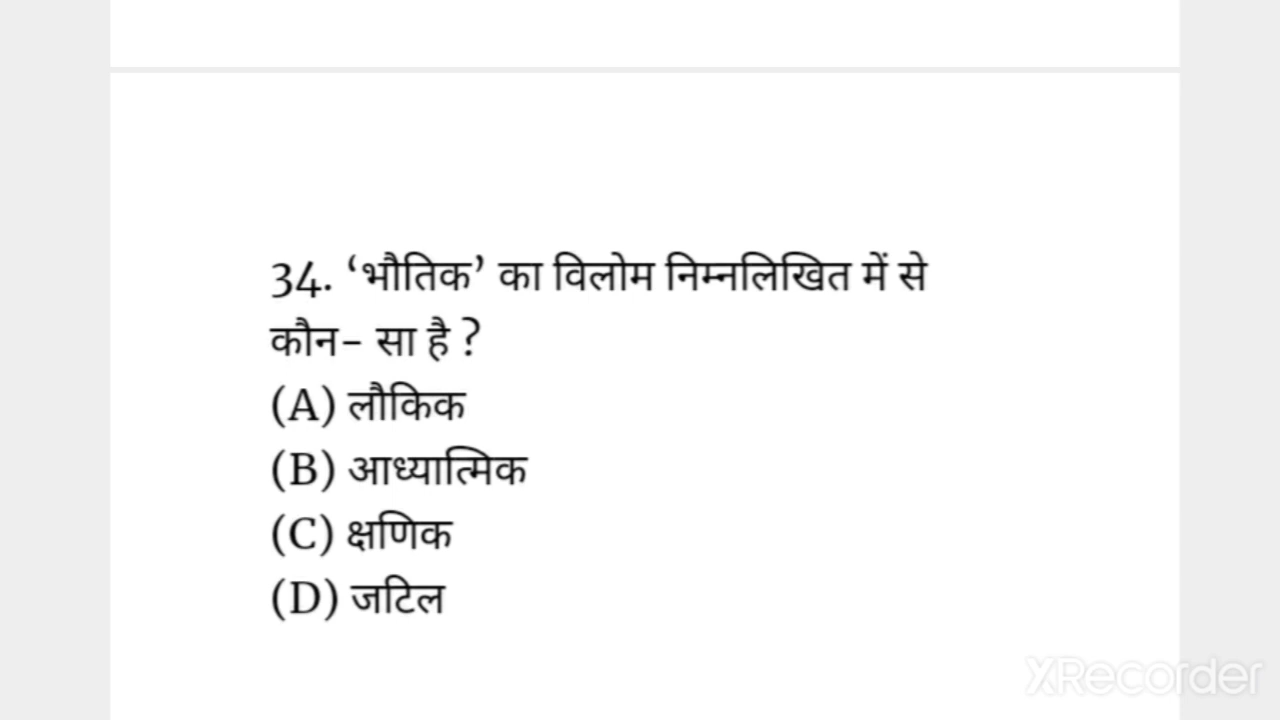 34. ‘भौतिक’ का विलोम निम्नलिखित में से
कौन- सा है ?
(A) लौकिक
(B) आध्यात्मिक
(C) क्षणिक
(D) जटिल
XRecorder